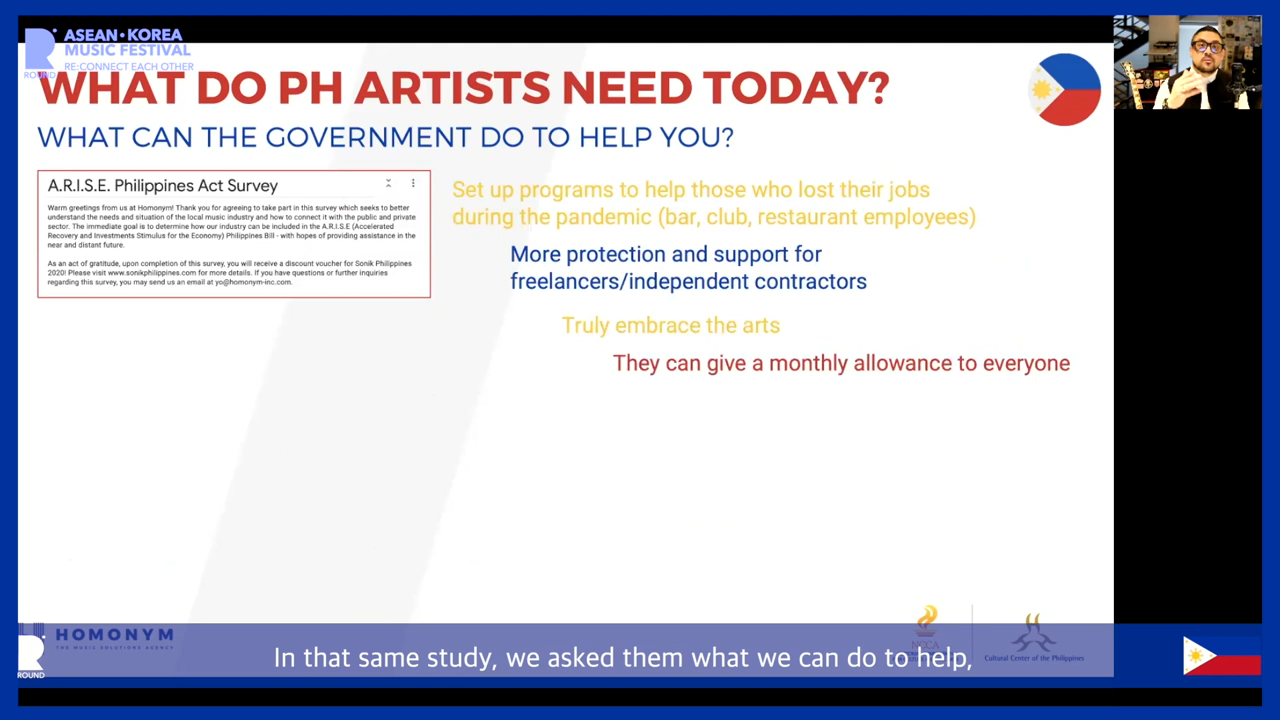 ASEAN•KOREA
MUSIC FESTIVAL
RE:CONNECT EACH OTHER
ROUND
WHAT DO PH ARTISTS NEED TODAY?
WHAT CAN THE GOVERNMENT DO TO HELP YOU?
A.R.I.S.E. Philippines Act Survey
Warm greetings from us at Homonym! Thank you for agreeing to take part in this survey which seeks to better
understand the needs and situation of the local music industry and how to connect it with the public and private
sector. The immediate goal is to determine how our industry can be included in the A.R.I.S.E (Accelerated
Recovery and Investments Stimulus for the Economy) Philippines Bill - with hopes of providing assistance in the
near and distant future.
As an act of gratitude, upon completion of this survey, you will receive a discount voucher for Sonik Philippines
2020! Please visit www.sonikphilippines.com for more details. If you have questions or further inquiries
regarding this survey, you may send us an email at yo@homonym-inc.com.
Set up programs to help those who lost their jobs
during the pandemic (bar, club, restaurant employees)
More protection and support for
freelancers/independent contractors
Truly embrace the arts
They can give a monthly allowance to everyone
HOMONYM
THE MUSIC SOLUTIONS AGENCY
ROUND
NCCA
Cultural Center of the Philippines
In that same study, we asked them what we can do to help,